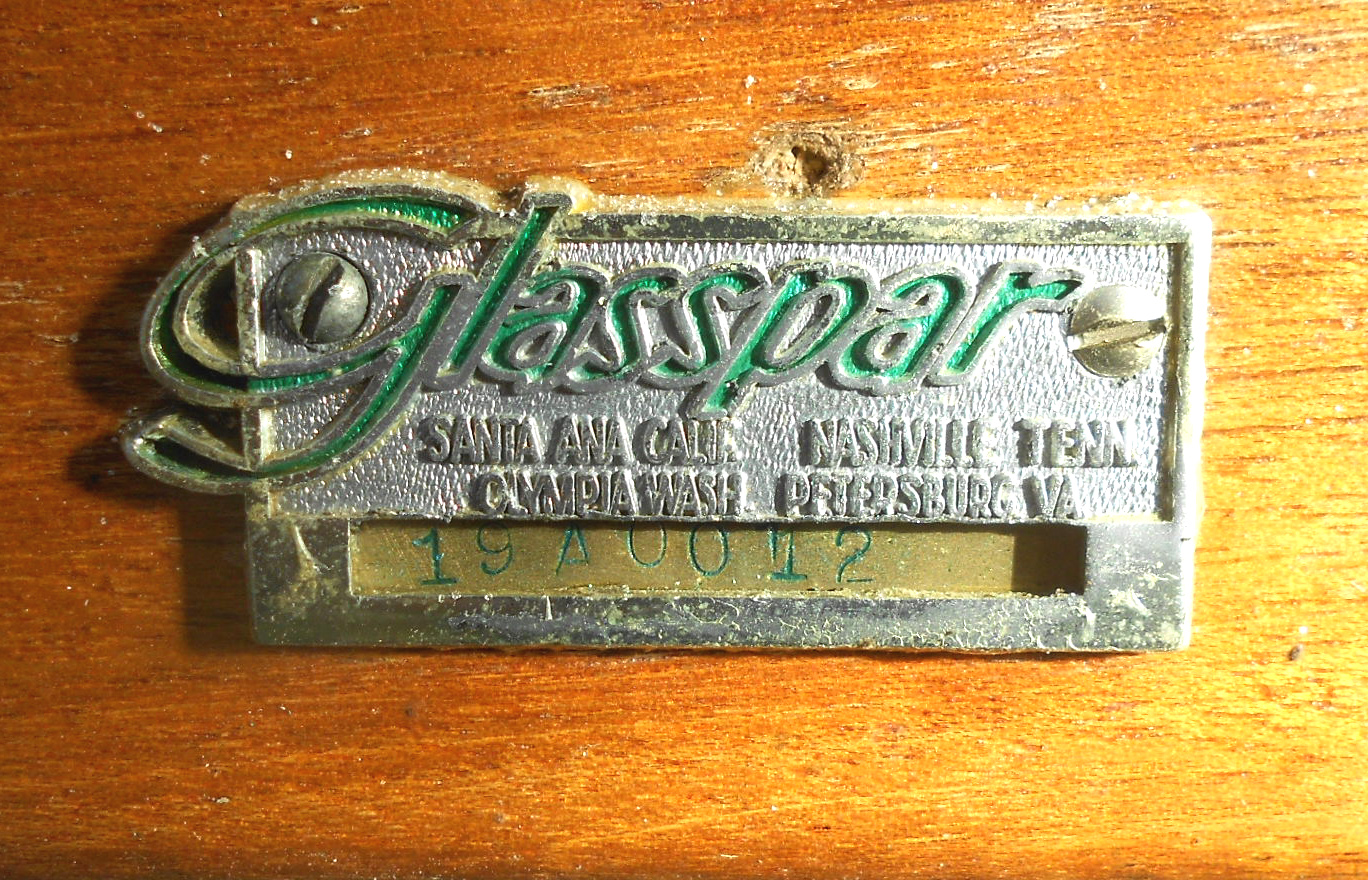 Glasspar
SANTA ANA CALIF. NASHVILLE TENN.
OLYMPIA WASH. PETERSBURG VA.
19A0012